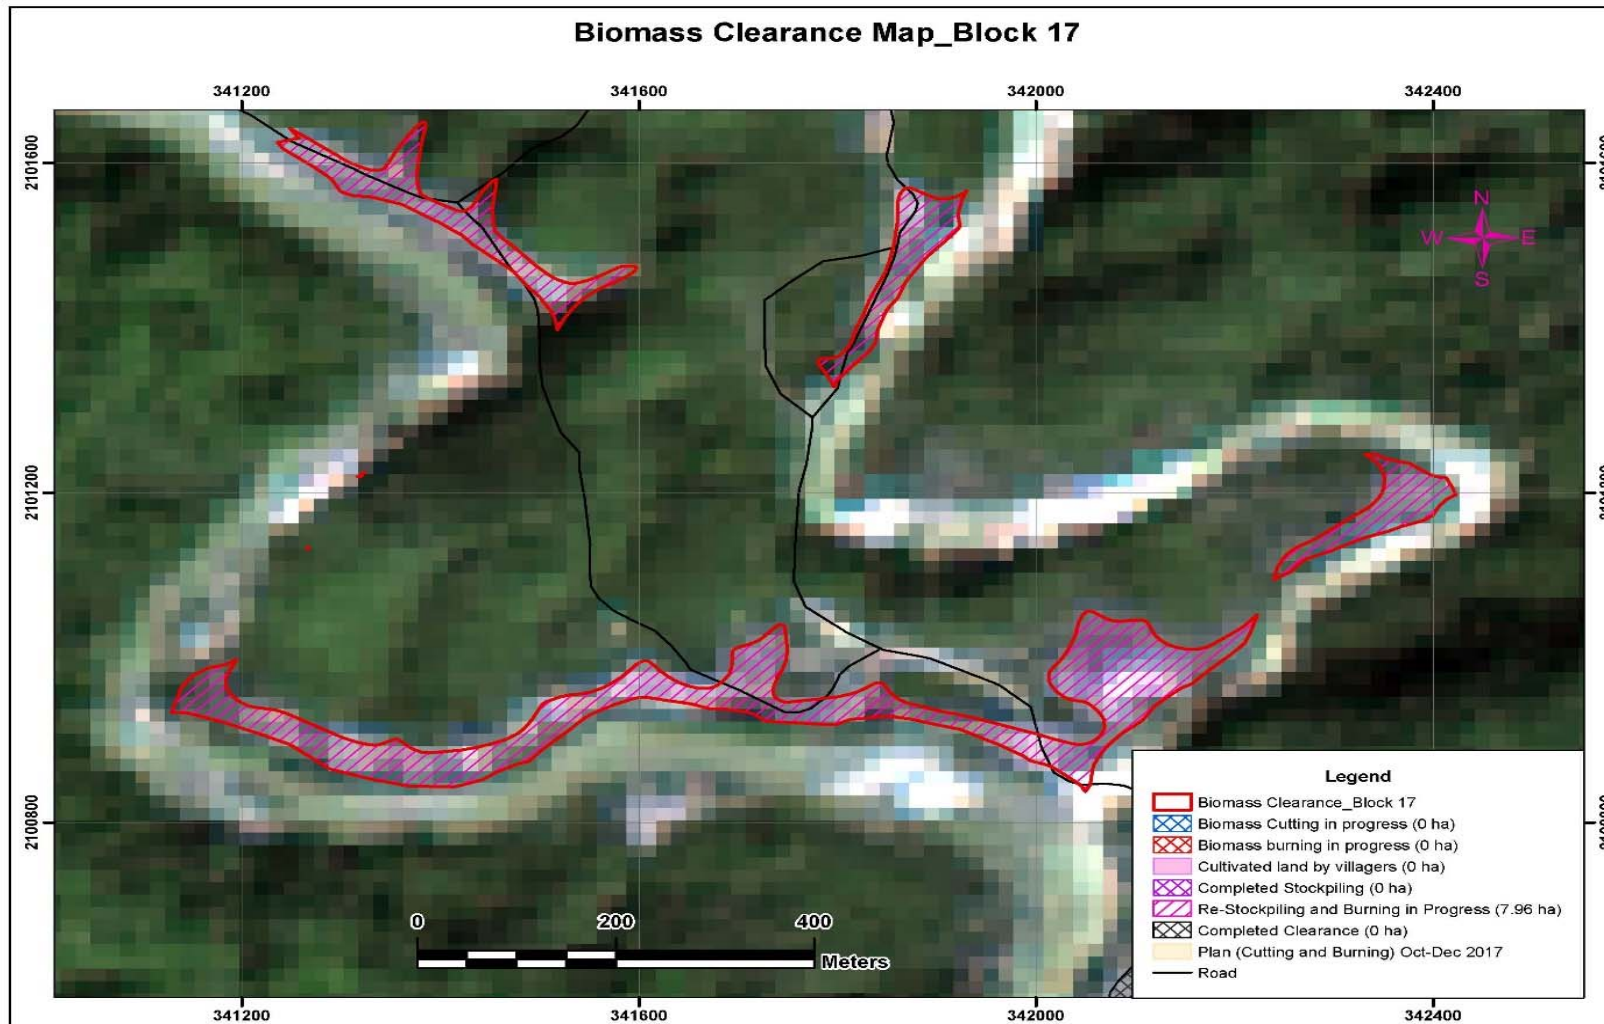 Biomass Clearance Map_Block 17
341200 341600 342000 342400
2101600 2101600
N
W E
S
2101200
2100800
0 200 400
Meters
Legend
Biomass Clearance_Block 17
Biomass Cutting in progress (0 ha)
Biomass burning in progress (0 ha)
Cultivated land by villagers (0 ha)
Completed Stockpiling (0 ha)
Re-Stockpiling and Burning in Progress (7.96 ha)
Completed Clearance (0 ha)
Plan (Cutting and Burning) Oct-Dec 2017
Road
341200 341600 342000 342400